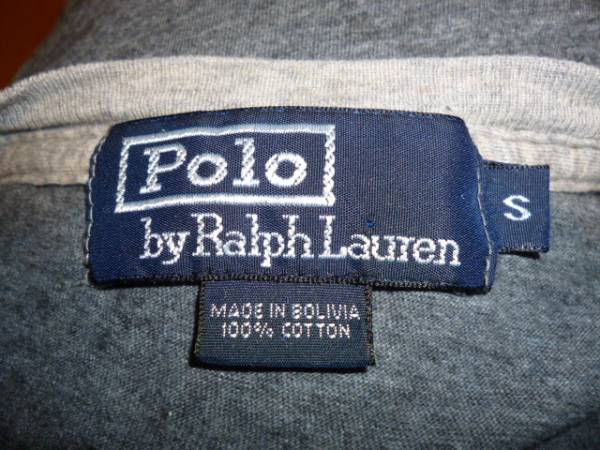 Polo
by Ralph Lauren
S
MADE IN BOLIVIA
100% COTTON